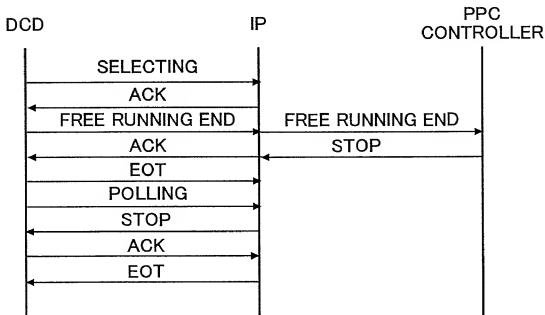 DCD
IP
PPC
CONTROLLER
SELECTING
ACK
FREE RUNNING END
FREE RUNNING END
ACK
STOP
EOT
POLLING
STOP
ACK
EOT